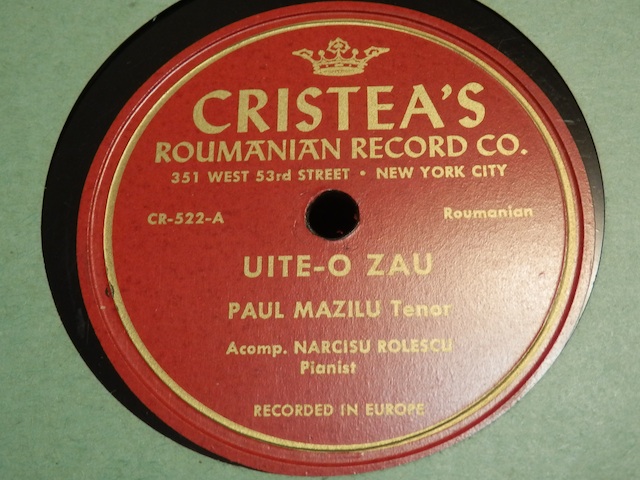 CRISTEA'S
ROUMANIAN RECORD CO.
351 WEST 53rd STREET • NEW YORK CITY
CR-522-A Roumanian
UITE-O ZAU
PAUL MAZILU Tenor
Acomp. NARCISU ROLESCU
Pianist
RECORDED IN EUROPE